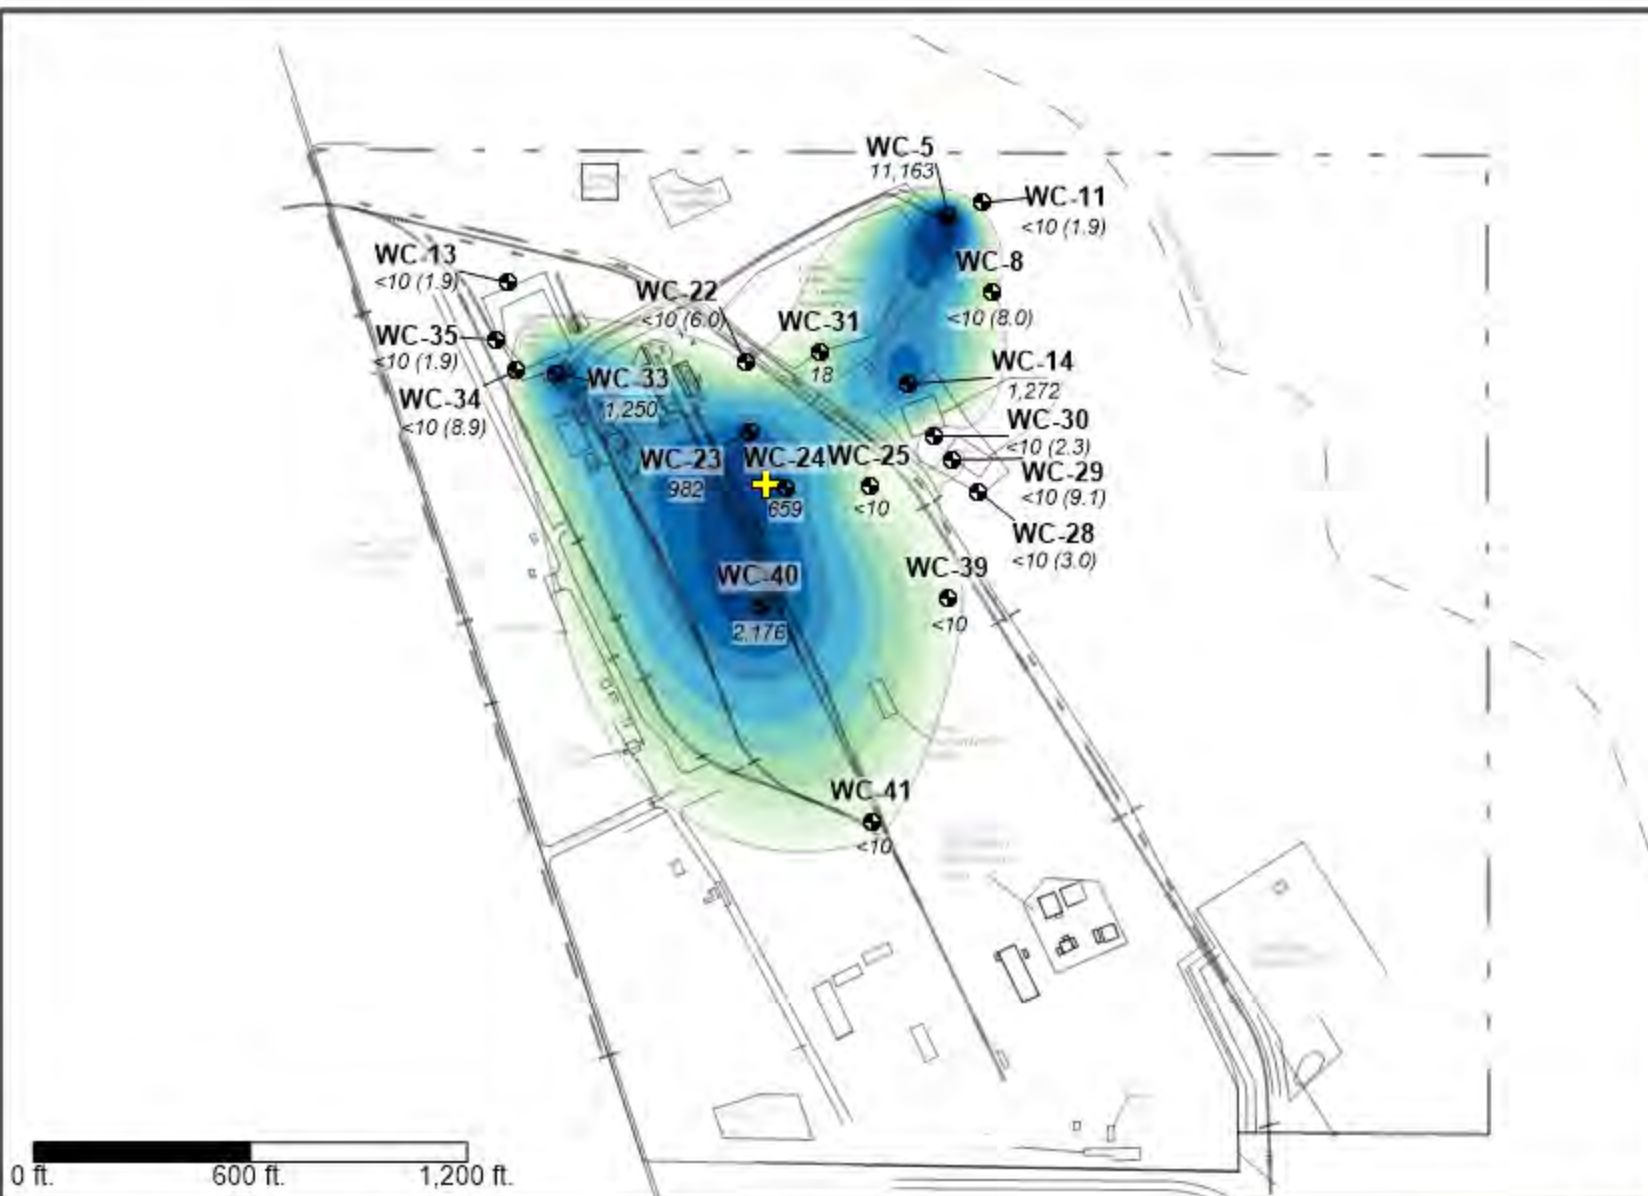 WC-5
11,163
WC-11
<10 (1.9)
WC-13
<10 (1.9)
WC-8
<10 (8.0)
WC-22
<10 (6.0)
WC-31
18
WC-35
<10 (1.9)
WC-14
1,272
WC-33
1,250
WC-34
<10 (8.9)
WC-30
<10 (2.3)
WC-23
982
WC-24
659
WC-25
<10
WC-29
<10 (9.1)
WC-28
<10 (3.0)
WC-40
2,176
WC-39
<10
WC-41
<10
0 ft.
600 ft.
1,200 ft.